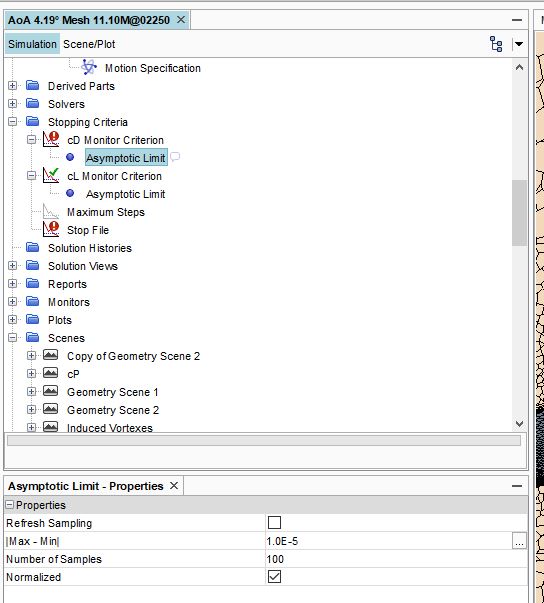 AoA 4.19° Mesh 11.10M@02250
Simulation Scene/Plot
Motion Specification
Derived Parts
Solvers
Stopping Criteria
cD Monitor Criterion
Asymptotic Limit
cL Monitor Criterion
Asymptotic Limit
Maximum Steps
Stop File
Solution Histories
Solution Views
Reports
Monitors
Plots
Scenes
Copy of Geometry Scene 2
cP
Geometry Scene 1
Geometry Scene 2
Induced Vortexes
Asymptotic Limit - Properties
Properties
Refresh Sampling
|Max - Min| 1.0E-5 ...
Number of Samples 100
Normalized